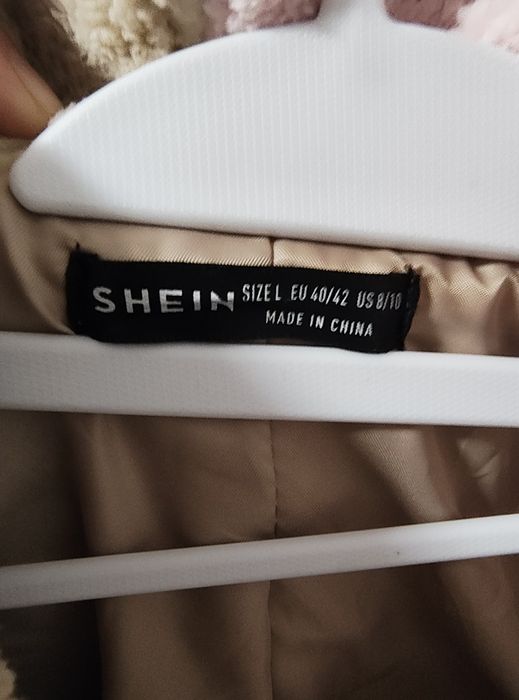 SHEIN SIZE L EU 40/42 US 8/10
MADE IN CHINA